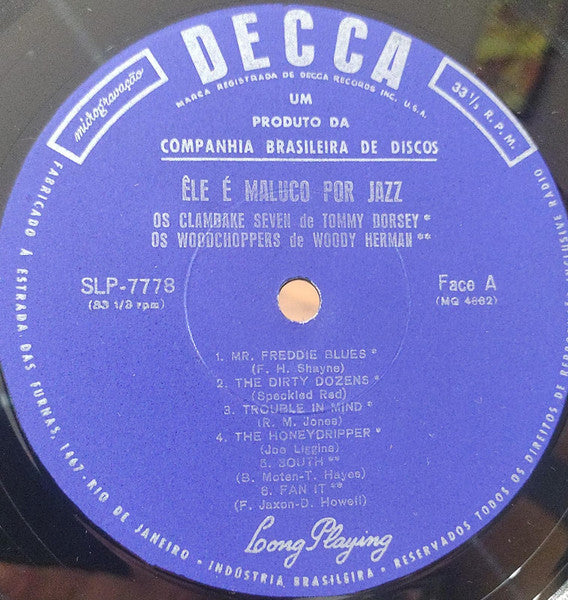 DECCA
MARCA REGISTRADA DE DECCA RECORDS INC. U.S.A.
microgravação
33⅓ R.P.M.
UM
PRODUTO DA
COMPANHIA BRASILEIRA DE DISCOS
ÊLE É MALUCO POR JAZZ
OS CLAMBAKE SEVEN de TOMMY DORSEY*
OS WOODCHOPPERS de WOODY HERMAN**
SLP-7778
(33 1/3 rpm)
Face A
(MQ 4662)
1. MR. FREDDIE BLUES*
(F. H. Shayne)
2. THE DIRTY DOZENS*
(Speckled Red)
3. TROUBLE IN MIND*
(R. M. Jones)
4. THE HONEYDRIPPER*
(Joe Liggins)
5. SOUTH**
(B. Moten-T. Hayes)
6. FAN IT**
(F. Jaxon-D. Howell)
Long Playing
FABRICADO À ESTRADA DAS FURNAS, 1467-RIO DE JANEIRO - INDÚSTRIA BRASILEIRA - RESERVADOS TODOS OS DIREITOS DE RADIO